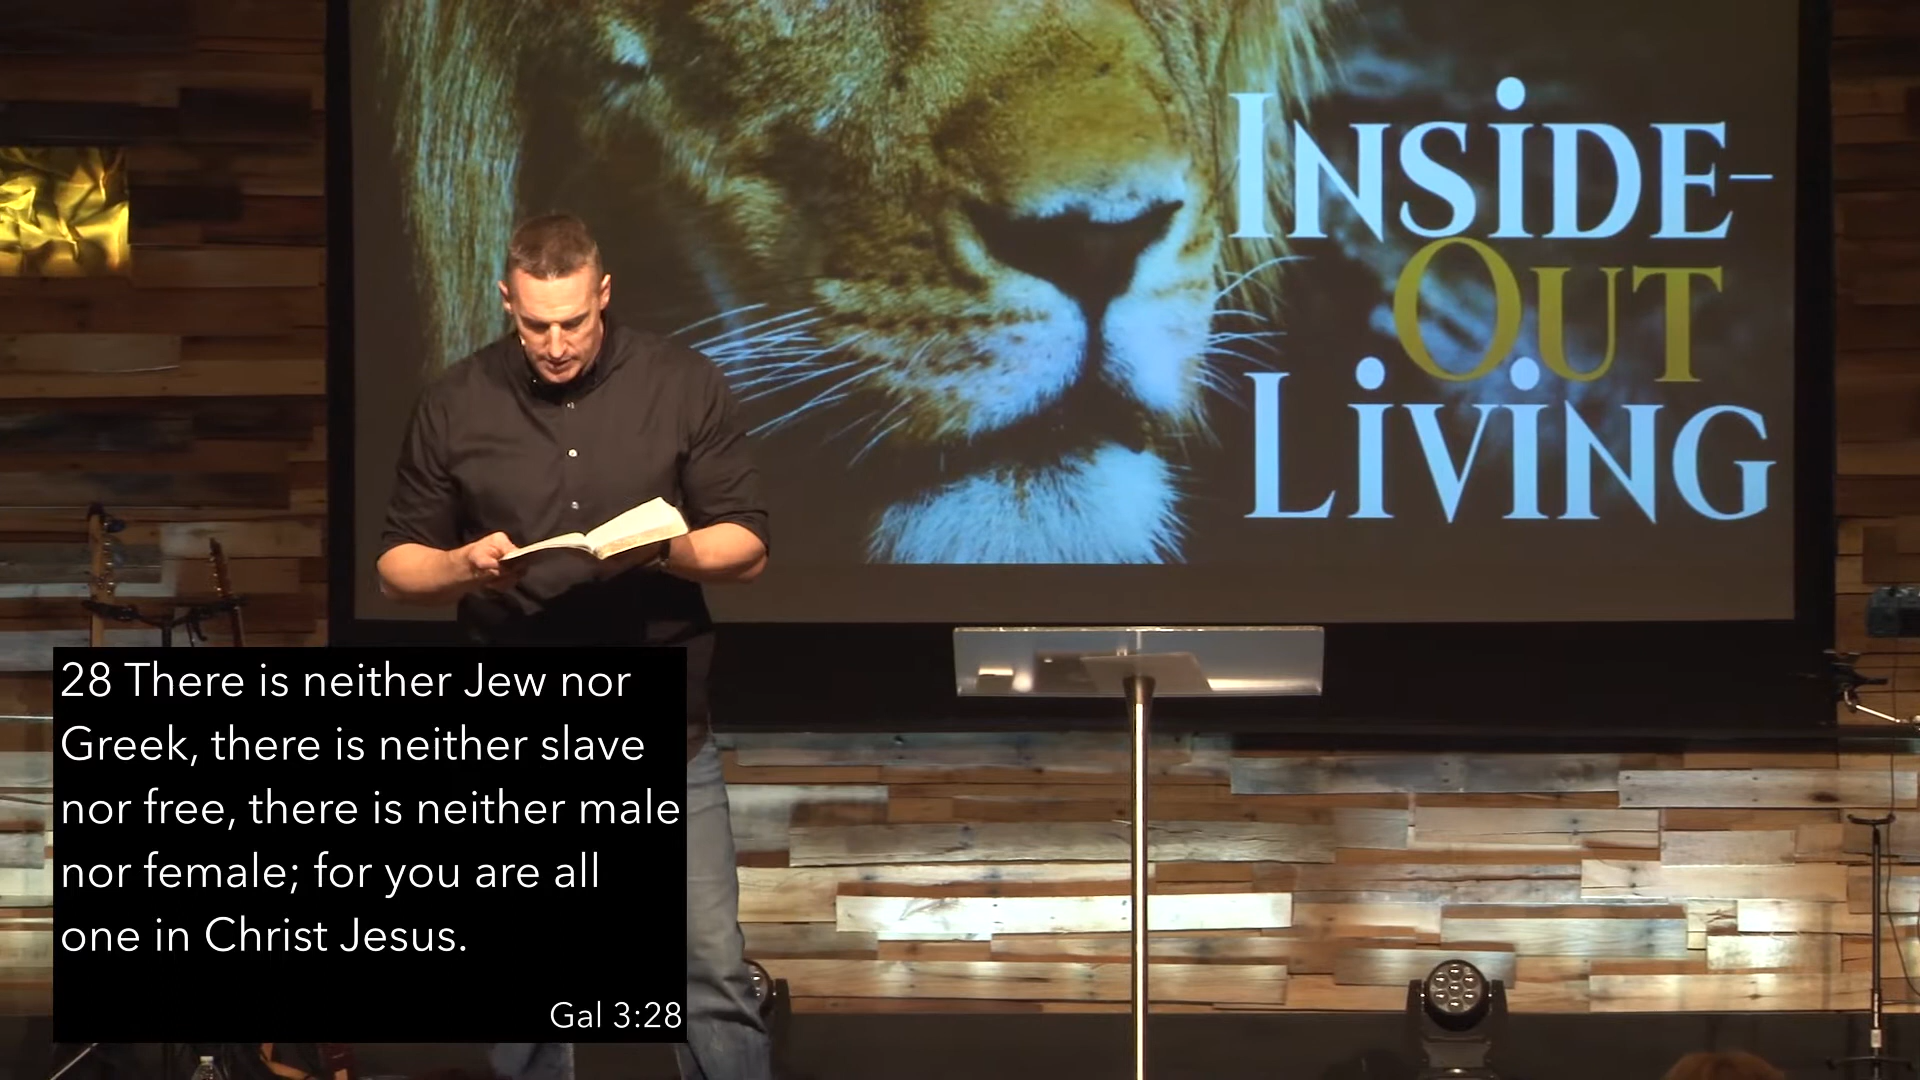 INSIDE-
OUT
LIVING
28 There is neither Jew nor
Greek, there is neither slave
nor free, there is neither male
nor female; for you are all
one in Christ Jesus.
Gal 3:28